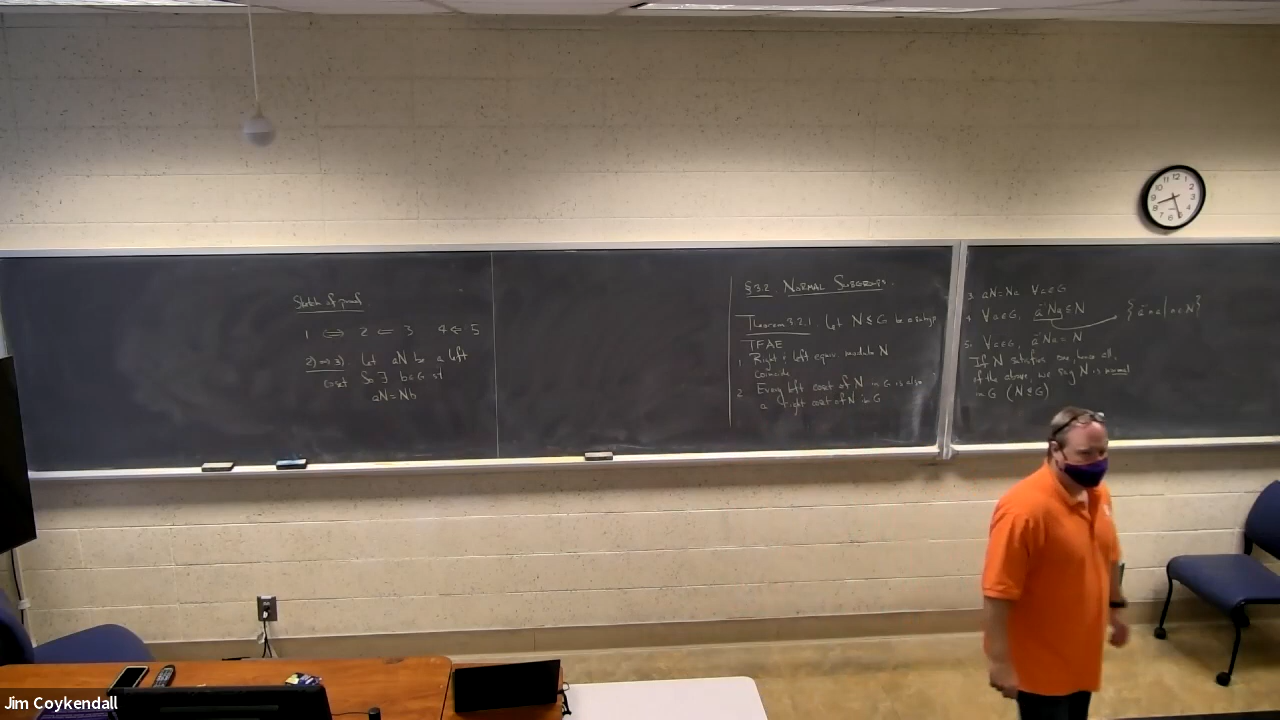 Sketch of proof
1 ⟺ 2 ⟸ 3 4 ⟸ 5
2) ⟹ 3) Let aN be a left
coset So ∃ b∈G st
aN = Nb
§3.2 Normal Subgroups
Theorem 3.2.1 Let N ≤ G be a subgp
TFAE
1 Right & left equiv. modulo N
coincide
2 Every left coset of N in G is also
a right coset of N in G
3. aN = Na ∀a∈G
4. ∀a∈G, a⁻¹Na ⊆ N {a⁻¹na | n∈N}
5. ∀a∈G, a⁻¹Na = N
If N satisfies one, hence all,
of the above, we say N is normal
in G (N ⊴ G)
Jim Coykendall